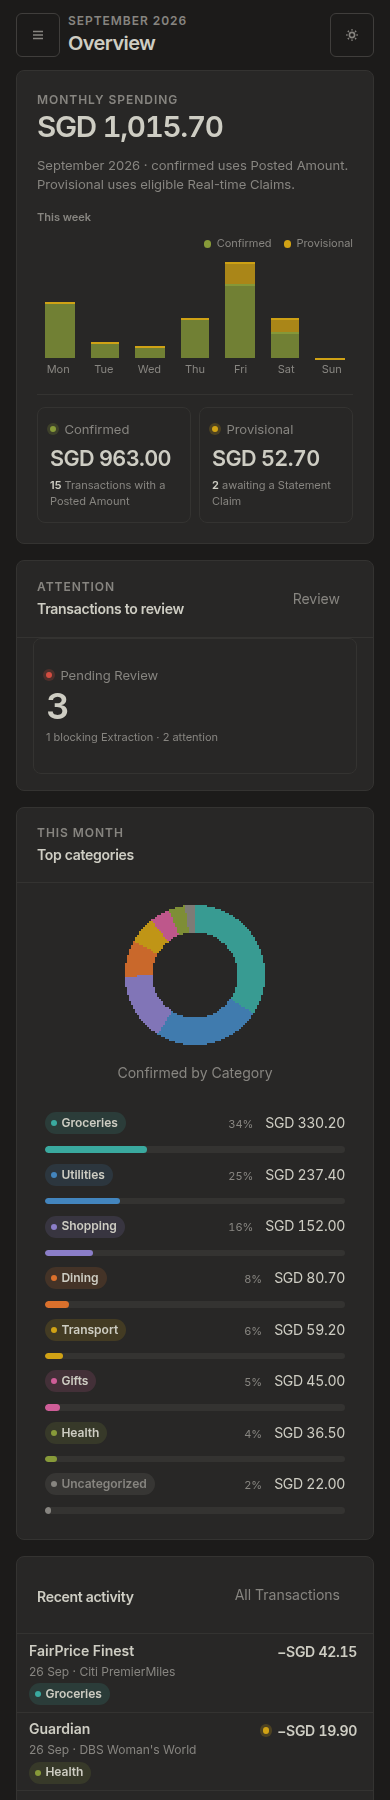 SEPTEMBER 2026
Overview
MONTHLY SPENDING
SGD 1,015.70
September 2026 · confirmed uses Posted Amount.
Provisional uses eligible Real-time Claims.
This week
Confirmed Provisional
Mon Tue Wed Thu Fri Sat Sun
Confirmed
SGD 963.00
15 Transactions with a
Posted Amount
Provisional
SGD 52.70
2 awaiting a Statement
Claim
ATTENTION
Transactions to review
Review
Pending Review
3
1 blocking Extraction · 2 attention
THIS MONTH
Top categories
Confirmed by Category
Groceries 34% SGD 330.20
Utilities 25% SGD 237.40
Shopping 16% SGD 152.00
Dining 8% SGD 80.70
Transport 6% SGD 59.20
Gifts 5% SGD 45.00
Health 4% SGD 36.50
Uncategorized 2% SGD 22.00
Recent activity All Transactions
FairPrice Finest −SGD 42.15
26 Sep · Citi PremierMiles
Groceries
Guardian −SGD 19.90
26 Sep · DBS Woman's World
Health